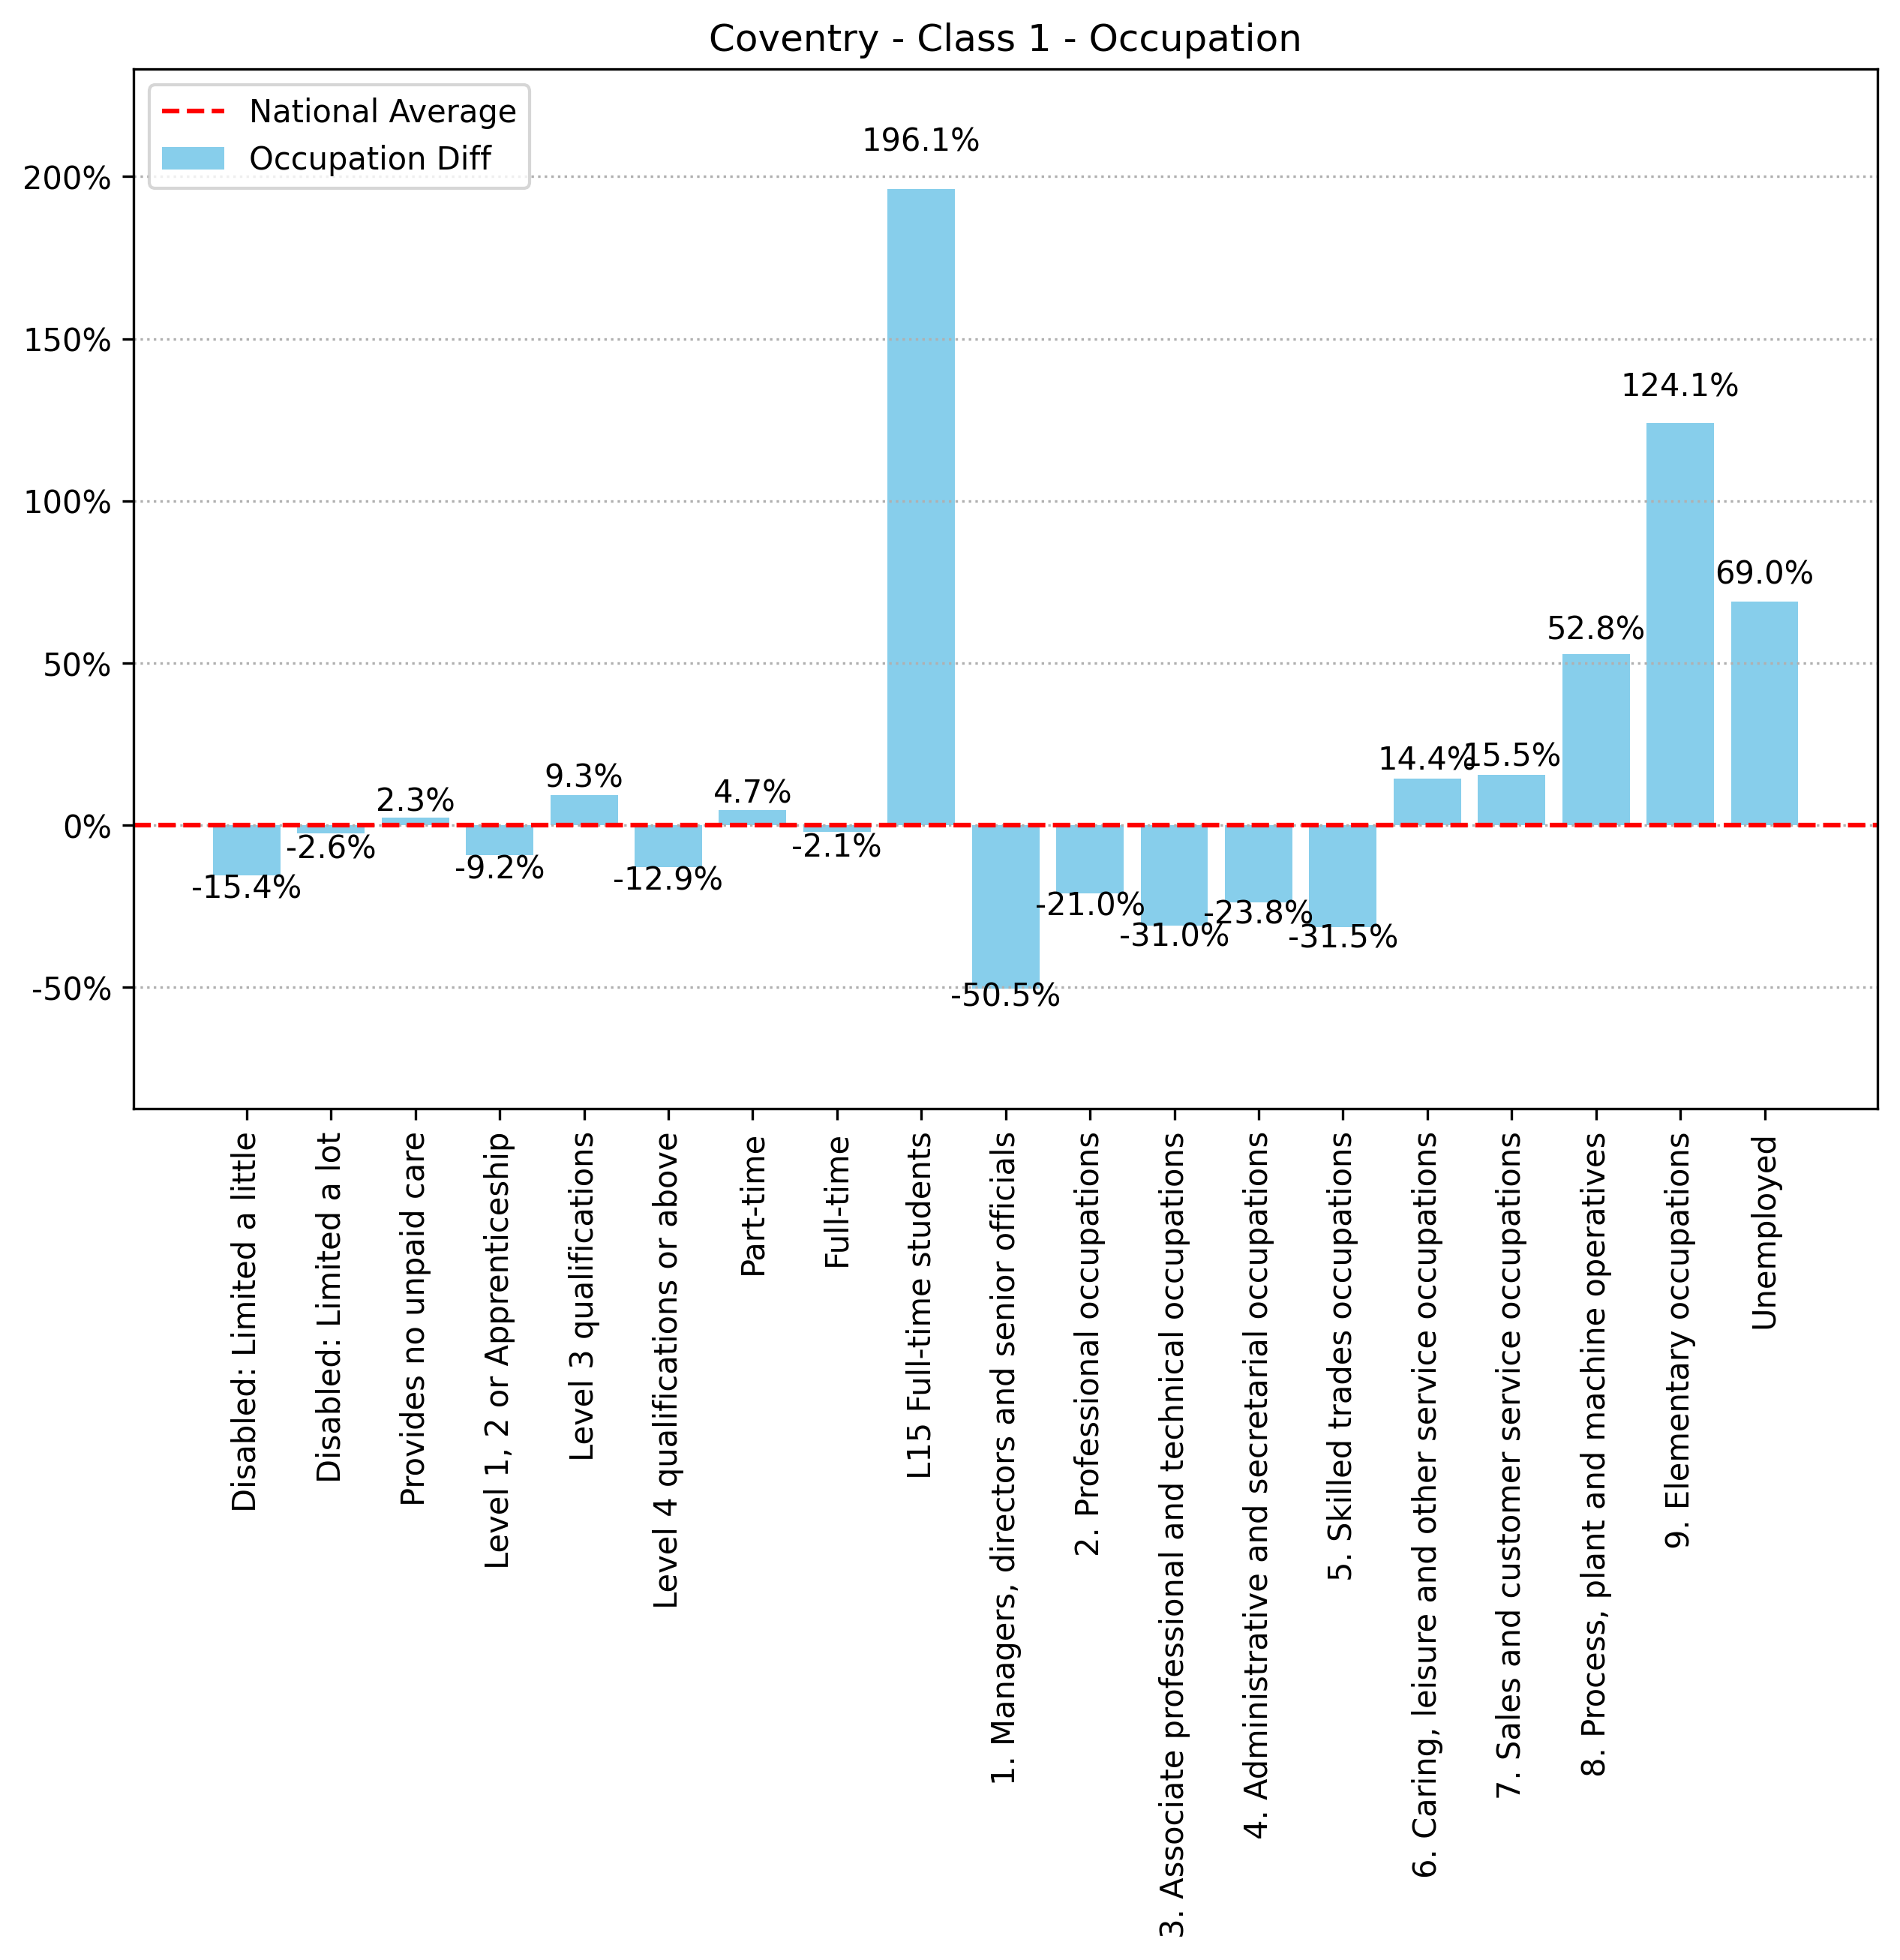 Coventry - Class 1 - Occupation
National Average
Occupation Diff
200%
150%
100%
50%
0%
-50%
-15.4%
-2.6%
2.3%
-9.2%
9.3%
-12.9%
4.7%
-2.1%
196.1%
-50.5%
-21.0%
-31.0%
-23.8%
-31.5%
14.4%
15.5%
52.8%
124.1%
69.0%
Disabled: Limited a little
Disabled: Limited a lot
Provides no unpaid care
Level 1, 2 or Apprenticeship
Level 3 qualifications
Level 4 qualifications or above
Part-time
Full-time
L15 Full-time students
1. Managers, directors and senior officials
2. Professional occupations
3. Associate professional and technical occupations
4. Administrative and secretarial occupations
5. Skilled trades occupations
6. Caring, leisure and other service occupations
7. Sales and customer service occupations
8. Process, plant and machine operatives
9. Elementary occupations
Unemployed